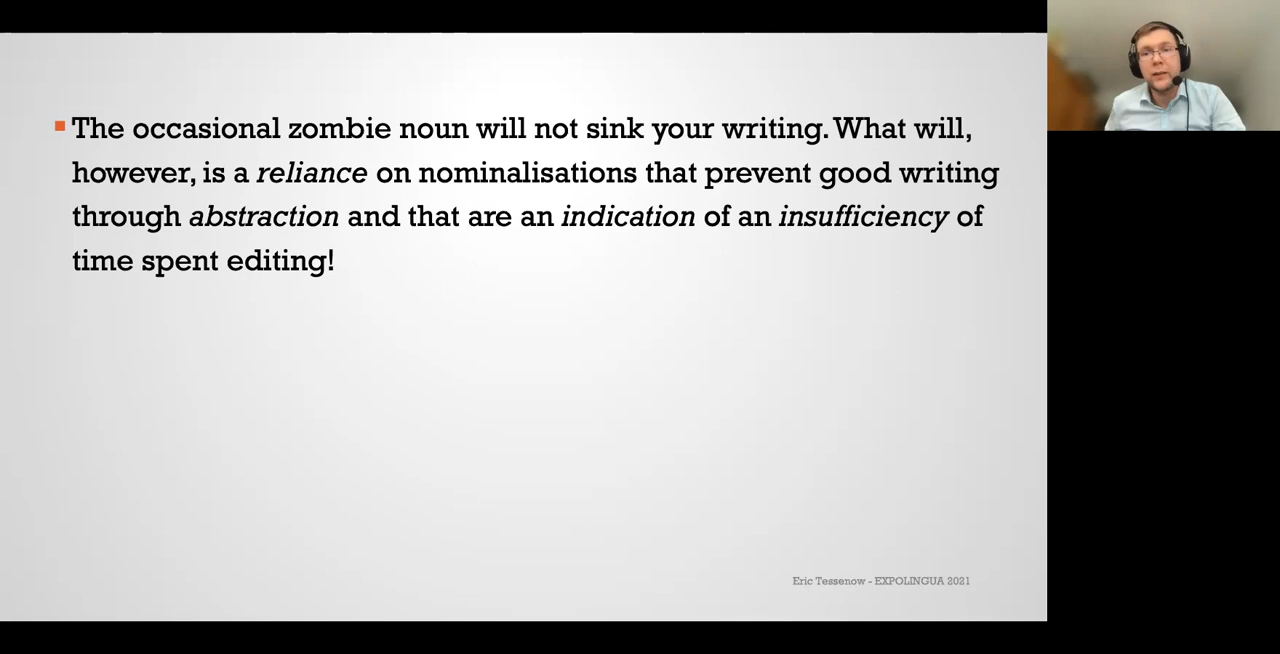 The occasional zombie noun will not sink your writing. What will,
however, is a reliance on nominalisations that prevent good writing
through abstraction and that are an indication of an insufficiency of
time spent editing!
Eric Tessenow - EXPOLINGUA 2021